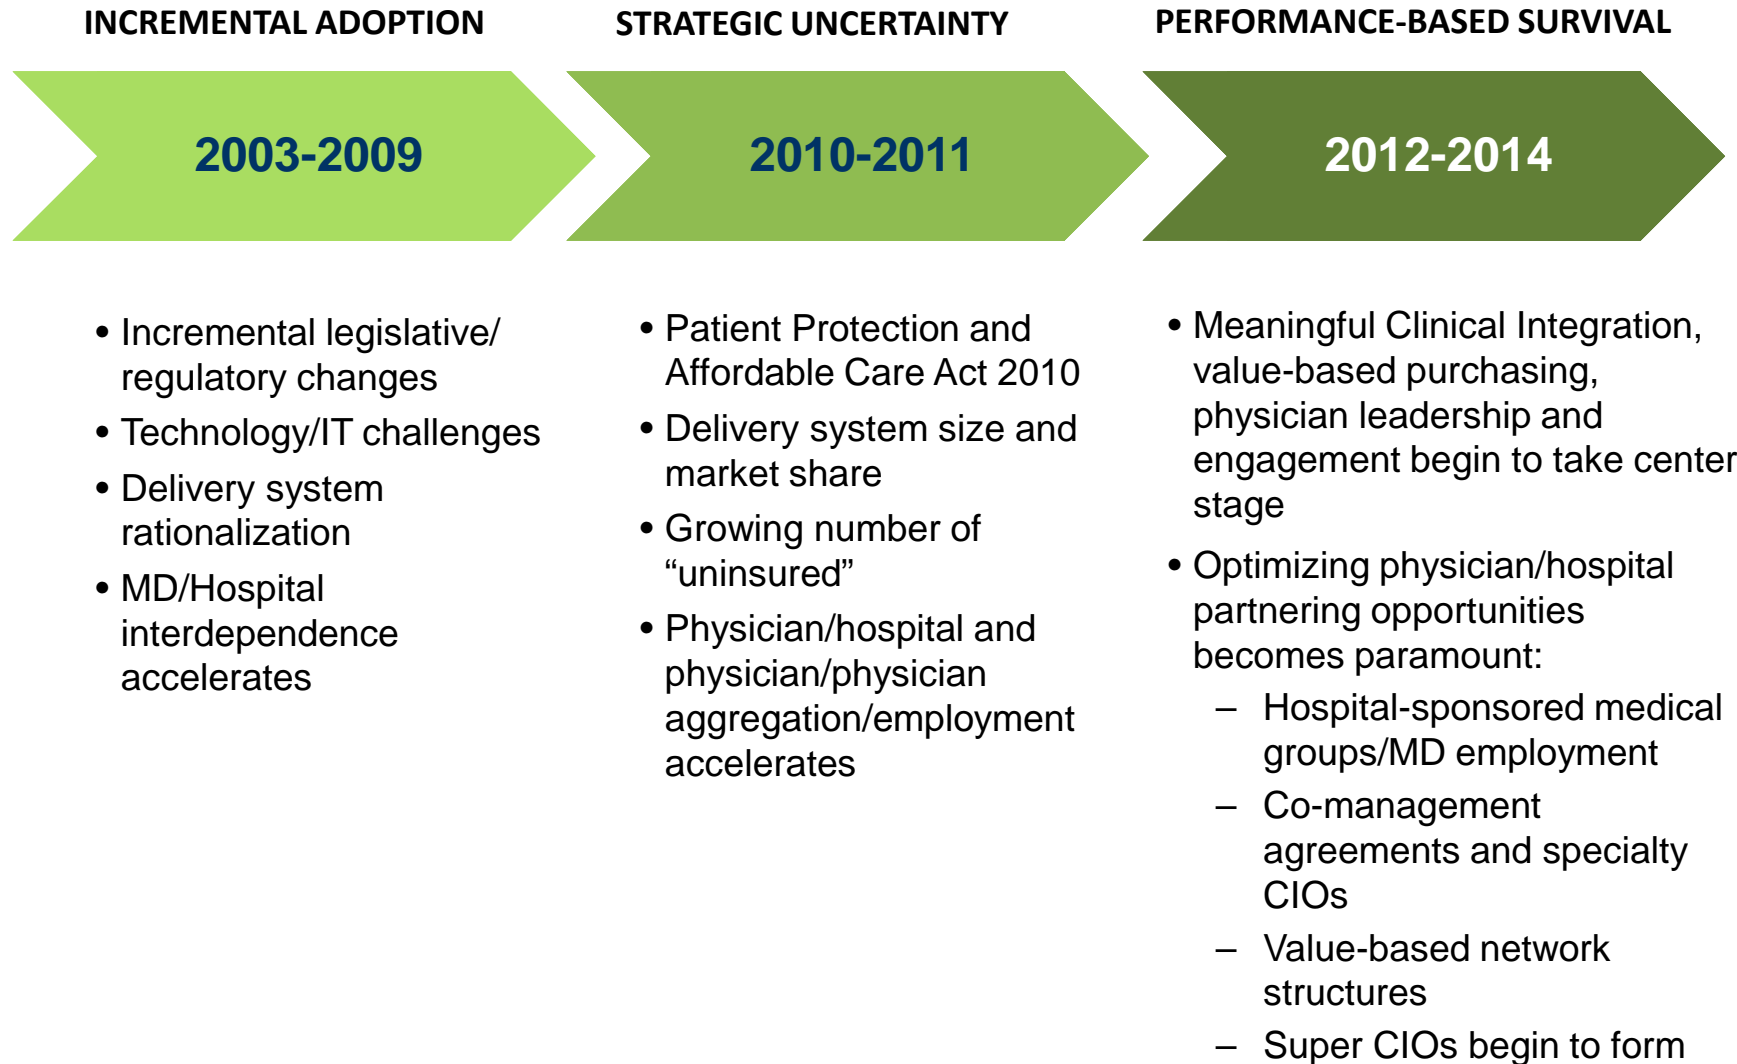 INCREMENTAL ADOPTION
STRATEGIC UNCERTAINTY
PERFORMANCE-BASED SURVIVAL
2003-2009
2010-2011
2012-2014
• Incremental legislative/
regulatory changes
• Technology/IT challenges
• Delivery system
rationalization
• MD/Hospital
interdependence
accelerates
• Patient Protection and
Affordable Care Act 2010
• Delivery system size and
market share
• Growing number of
“uninsured”
• Physician/hospital and
physician/physician
aggregation/employment
accelerates
• Meaningful Clinical Integration,
value-based purchasing,
physician leadership and
engagement begin to take center
stage
• Optimizing physician/hospital
partnering opportunities
becomes paramount:
– Hospital-sponsored medical
groups/MD employment
– Co-management
agreements and specialty
CIOs
– Value-based network
structures
– Super CIOs begin to form